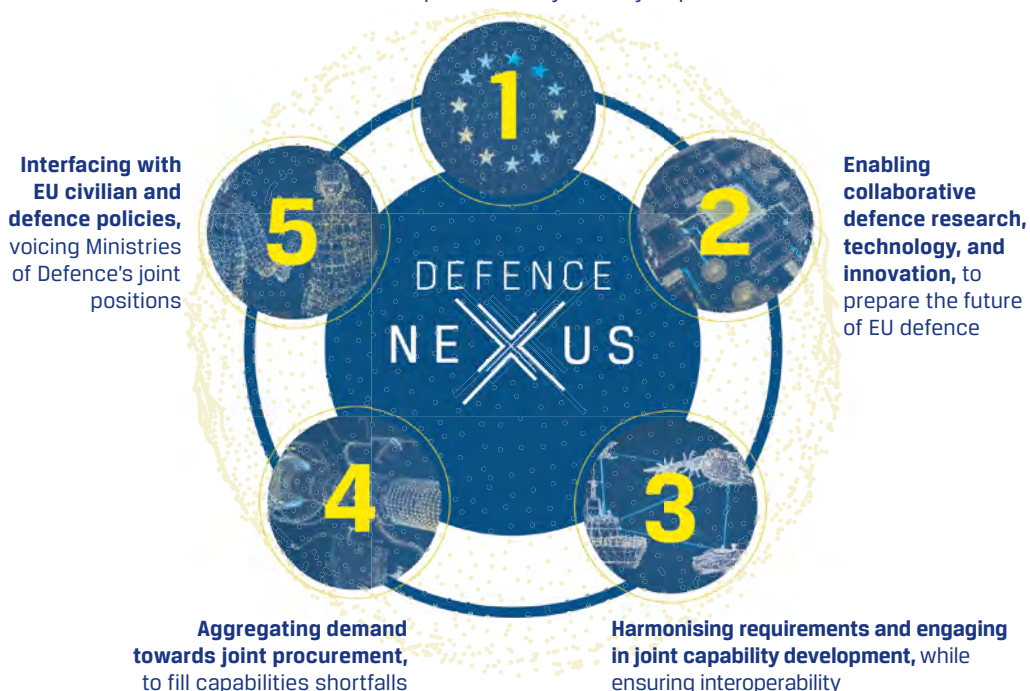 1
Interfacing with
EU civilian and
defence policies,
voicing Ministries
of Defence's joint
positions
5
2
Enabling
collaborative
defence research,
technology, and
innovation, to
prepare the future
of EU defence
DEFENCE
NEXUS
4
3
Aggregating demand
towards joint procurement,
to fill capabilities shortfalls
Harmonising requirements and engaging
in joint capability development, while
ensuring interoperability